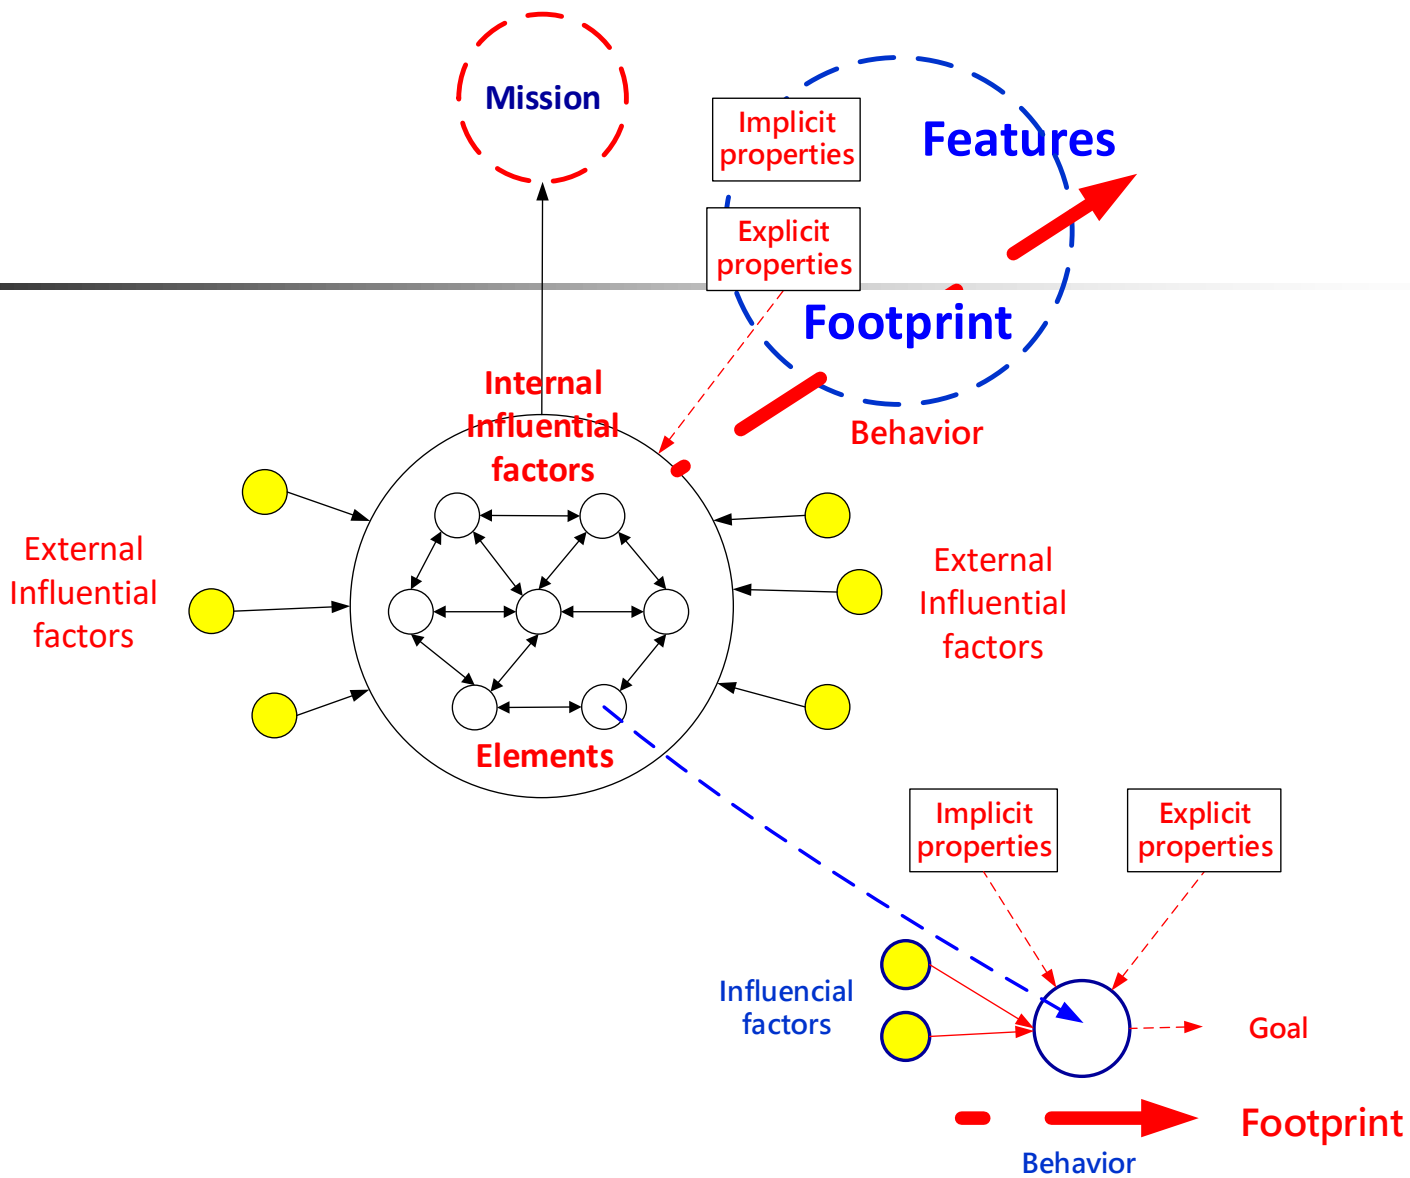 Mission
Implicit
properties
Features
Explicit
properties
Footprint
Internal
Influential
factors
Behavior
External
Influential
factors
External
Influential
factors
Elements
Implicit
properties
Explicit
properties
Influencial
factors
Goal
Footprint
Behavior